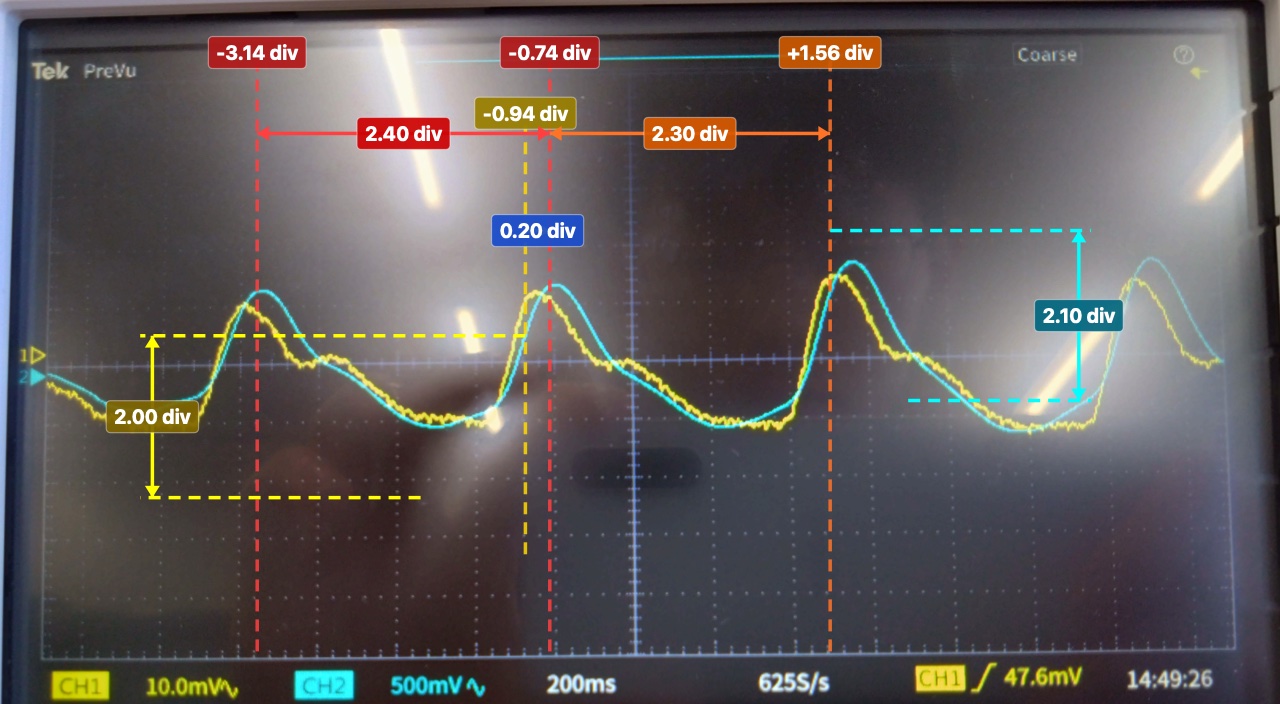 -3.14 div
-0.74 div
+1.56 div
Tek PreVu
Coarse
?
-0.94 div
2.40 div
2.30 div
0.20 div
2.10 div
1
2
2.00 div
CH1 10.0mV∿ CH2 500mV∿ 200ms 625S/s CH1 47.6mV 14:49:26